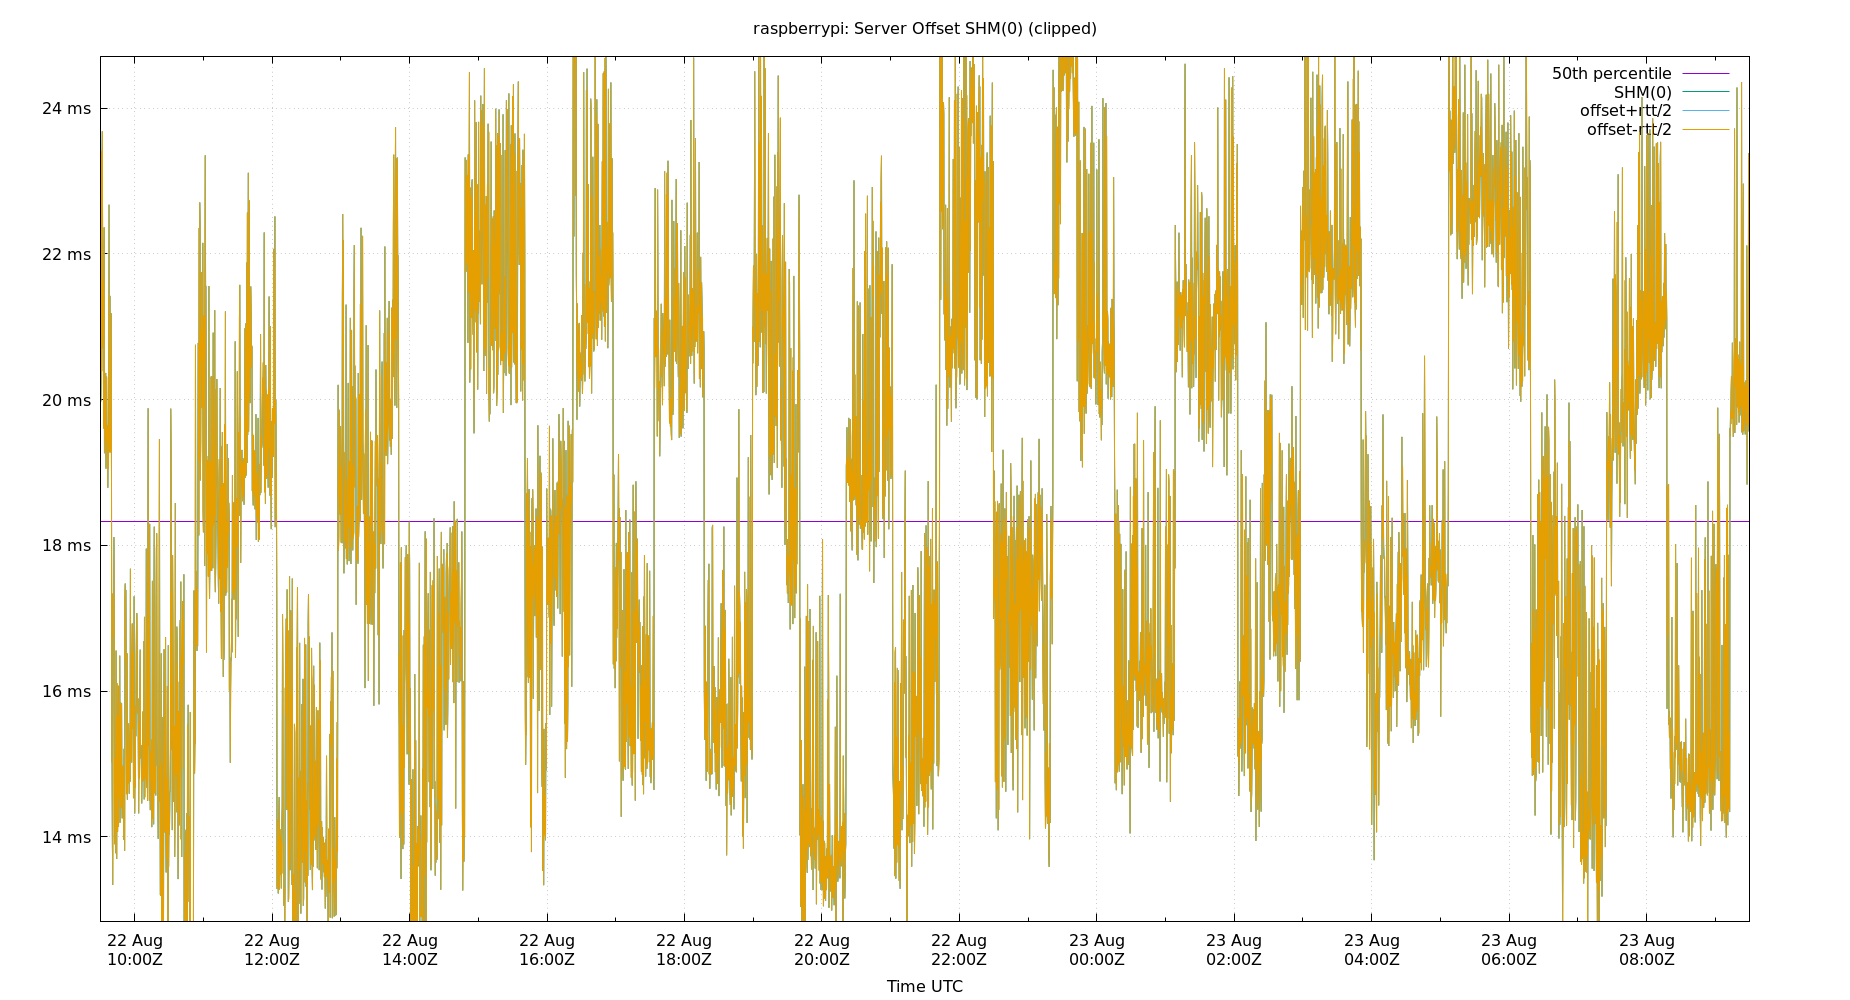 raspberrypi: Server Offset SHM(0) (clipped)
50th percentile
SHM(0)
offset+rtt/2
offset-rtt/2
24 ms
22 ms
20 ms
18 ms
16 ms
14 ms
22 Aug 22 Aug 22 Aug 22 Aug 22 Aug 22 Aug 22 Aug 23 Aug 23 Aug 23 Aug 23 Aug 23 Aug
10:00Z 12:00Z 14:00Z 16:00Z 18:00Z 20:00Z 22:00Z 00:00Z 02:00Z 04:00Z 06:00Z 08:00Z
Time UTC